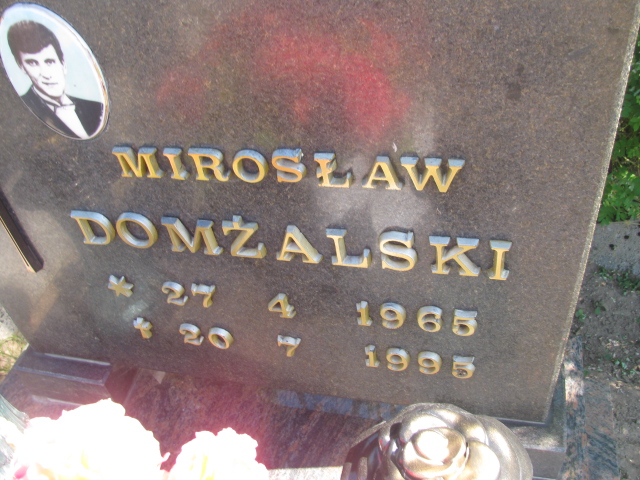 MIROSŁAW
DOMŻALSKI
* 27 4 1965
† 20 7 1995